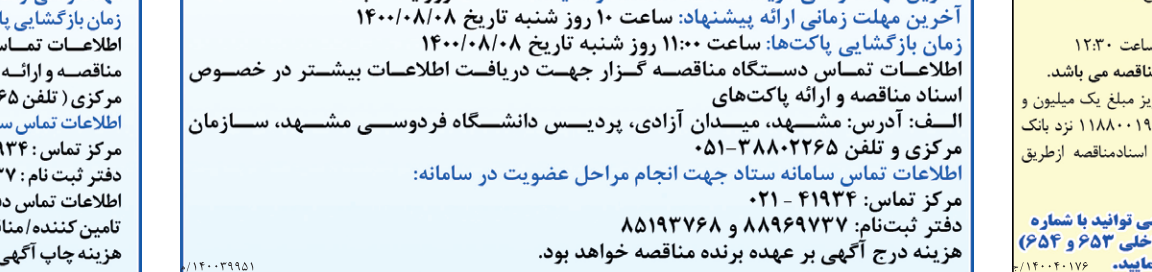 آخرین مهلت زمانی ارائه پیشنهاد: ساعت ۱۰ روز شنبه تاریخ ۱۴۰۰/۰۸/۰۸
زمان بازگشایی پاکت‌ها: ساعت ۱۱:۰۰ روز شنبه تاریخ ۱۴۰۰/۰۸/۰۸
اطلاعات تماس دستگاه مناقصه گزار جهت دریافت اطلاعات بیشتر در خصوص
اسناد مناقصه و ارائه پاکت‌های
الف: آدرس: مشهد، میدان آزادی، پردیس دانشگاه فردوسی مشهد، سازمان
مرکزی و تلفن ۳۸۸۰۲۲۶۵-۰۵۱
اطلاعات تماس سامانه ستاد جهت انجام مراحل عضویت در سامانه:
مرکز تماس: ۴۱۹۳۴ - ۰۲۱
دفتر ثبت‌نام: ۸۸۹۶۹۷۳۷ و ۸۵۱۹۳۷۶۸
هزینه درج آگهی بر عهده برنده مناقصه خواهد بود.
/۱۴۰۰۳۹۹۵۱
ساعت ۱۲:۳۰
مناقصه می باشد.
یز مبلغ یک میلیون و
۱۱۸۸۰۰۱۹ نزد بانک
اسنادمناقصه ازطریق
ی توانید با شماره
خلی ۶۵۳ و ۶۵۴)
مایید.
/۱۴۰۰۴۰۱۷۶
زمان بازگشایی
اطلاعات
مناقصه و ارائه
مرکزی ( تلفن ۶۵
اطلاعات تماس
مرکز تماس : ۹۳۴
دفتر ثبت نام : ۳۷
اطلاعات تماس
تامین کننده/
هزینه چاپ آگهی